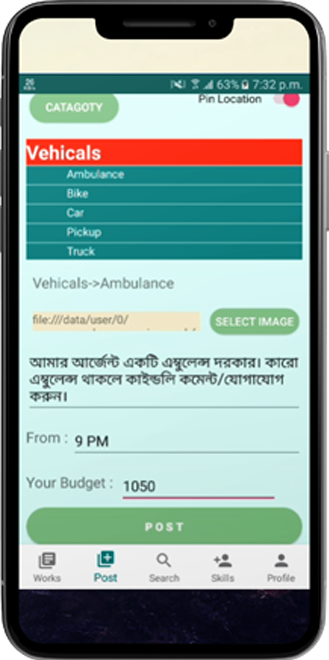 26
63% 7:32 p.m.
CATAGOTY
Pin Location
Vehicals
Ambulance
Bike
Car
Pickup
Truck
Vehicals->Ambulance
file:///data/user/0/
SELECT IMAGE
আমার আর্জেন্ট একটি এম্বুলেন্স দরকার। কারো
এম্বুলেন্স থাকলে কাইন্ডলি কমেন্ট/যোগাযোগ
করুন।
From : 9 PM
Your Budget : 1050
POST
Works Post Search Skills Profile